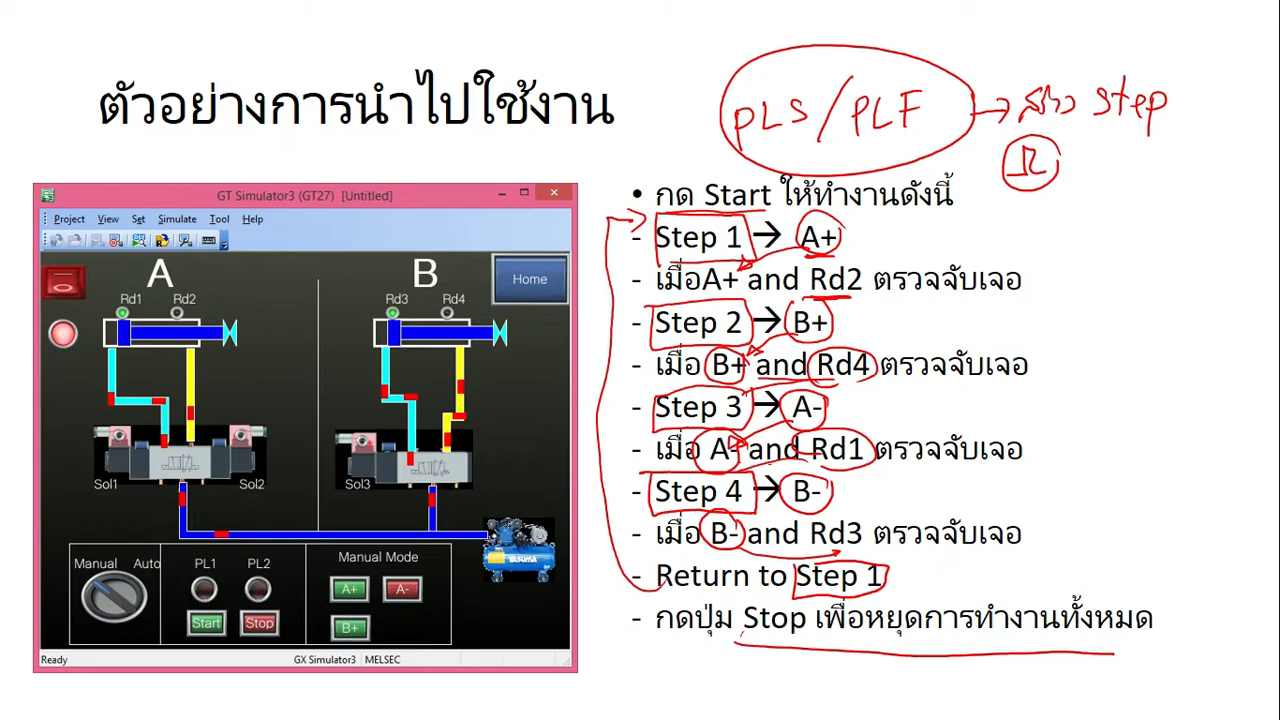 ตัวอย่างการนำไปใช้งาน
PLS / PLF → สร้าง step
GT Simulator3 (GT27) [Untitled]
Project View Set Simulate Tool Help
A B
Home
Rd1 Rd2 Rd3 Rd4
Sol1 Sol2 Sol3
YASUMA
Manual Auto PL1 PL2 Manual Mode
A+ A-
Start Stop B+
Ready GX Simulator3 MELSEC
• กด Start ให้ทำงานดังนี้
- Step 1 → A+
- เมื่อA+ and Rd2 ตรวจจับเจอ
- Step 2 → B+
- เมื่อ B+ and Rd4 ตรวจจับเจอ
- Step 3 → A-
- เมื่อ A- and Rd1 ตรวจจับเจอ
- Step 4 → B-
- เมื่อ B- and Rd3 ตรวจจับเจอ
- Return to Step 1
- กดปุ่ม Stop เพื่อหยุดการทำงานทั้งหมด